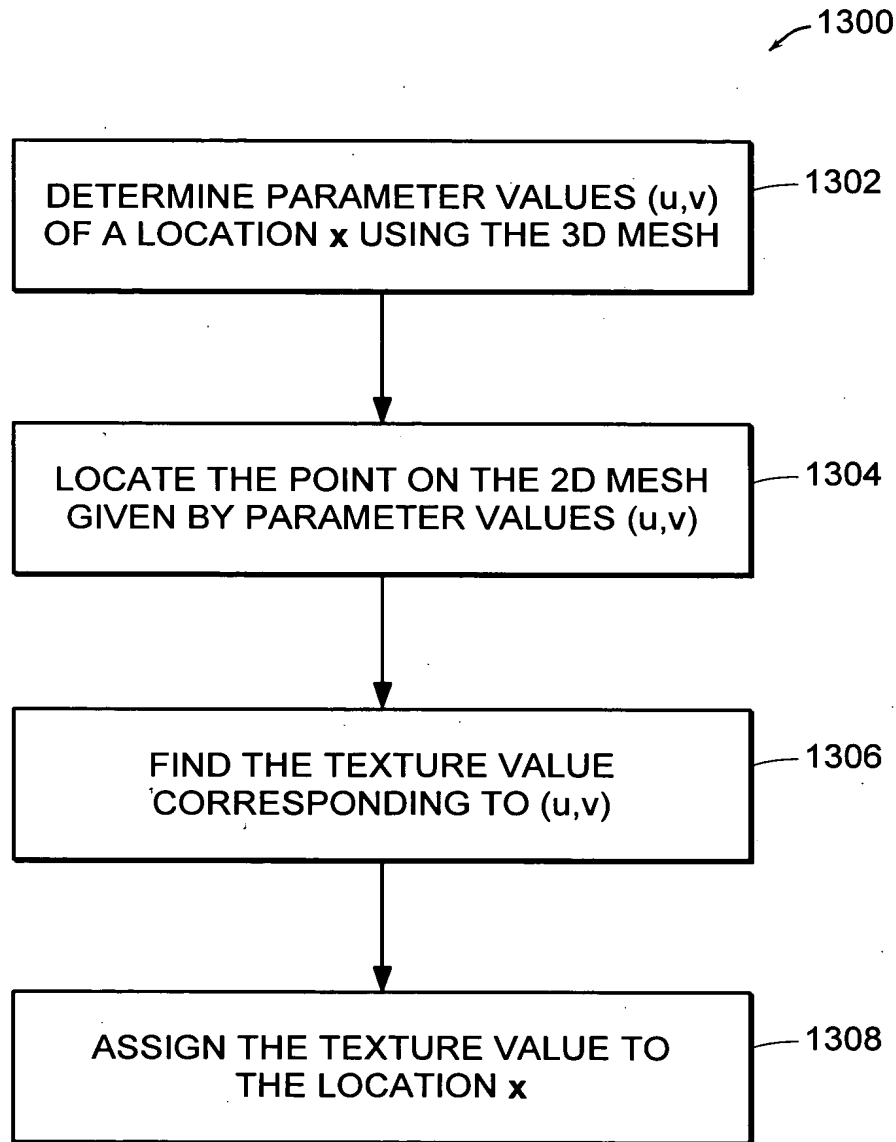 1300
DETERMINE PARAMETER VALUES (u,v)
OF A LOCATION x USING THE 3D MESH
1302
LOCATE THE POINT ON THE 2D MESH
GIVEN BY PARAMETER VALUES (u,v)
1304
FIND THE TEXTURE VALUE
CORRESPONDING TO (u,v)
1306
ASSIGN THE TEXTURE VALUE TO
THE LOCATION x
1308